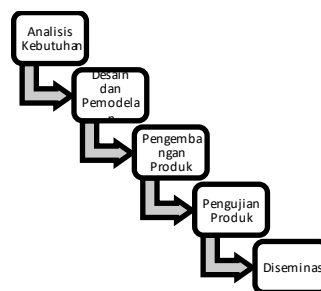 Analisis
Kebutuhan
Desain
dan
Pemodela
n
Pengemba
ngan
Produk
Pengujian
Produk
Diseminas